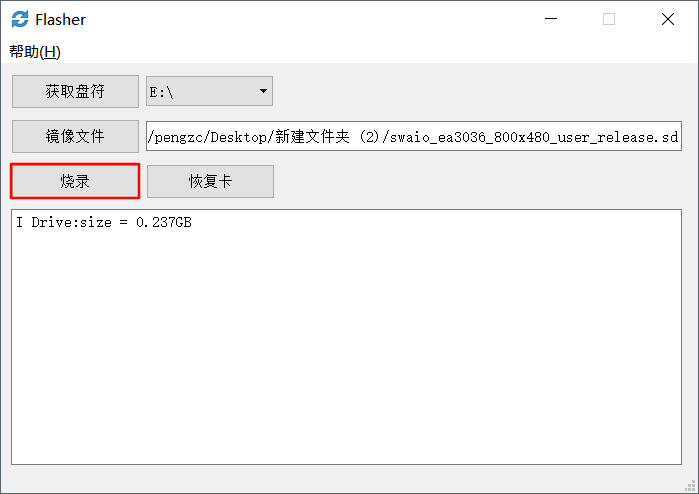 Flasher
帮助(H)
获取盘符 E:\
镜像文件 /pengzc/Desktop/新建文件夹 (2)/swaio_ea3036_800x480_user_release.sd
烧录 恢复卡
I Drive:size = 0.237GB